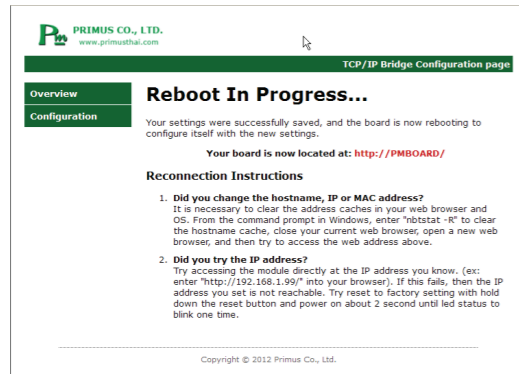 Pm PRIMUS CO., LTD.
www.primusthai.com
TCP/IP Bridge Configuration page
Overview
Configuration
Reboot In Progress...
Your settings were successfully saved, and the board is now rebooting to
configure itself with the new settings.
Your board is now located at: http://PMBOARD/
Reconnection Instructions
1. Did you change the hostname, IP or MAC address?
It is necessary to clear the address caches in your web browser and
OS. From the command prompt in Windows, enter "nbtstat -R" to clear
the hostname cache, close your current web browser, open a new web
browser, and then try to access the web address above.
2. Did you try the IP address?
Try accessing the module directly at the IP address you know. (ex:
enter "http://192.168.1.99/" into your browser). If this fails, then the IP
address you set is not reachable. Try reset to factory setting with hold
down the reset button and power on about 2 second until led status to
blink one time.
Copyright © 2012 Primus Co., Ltd.